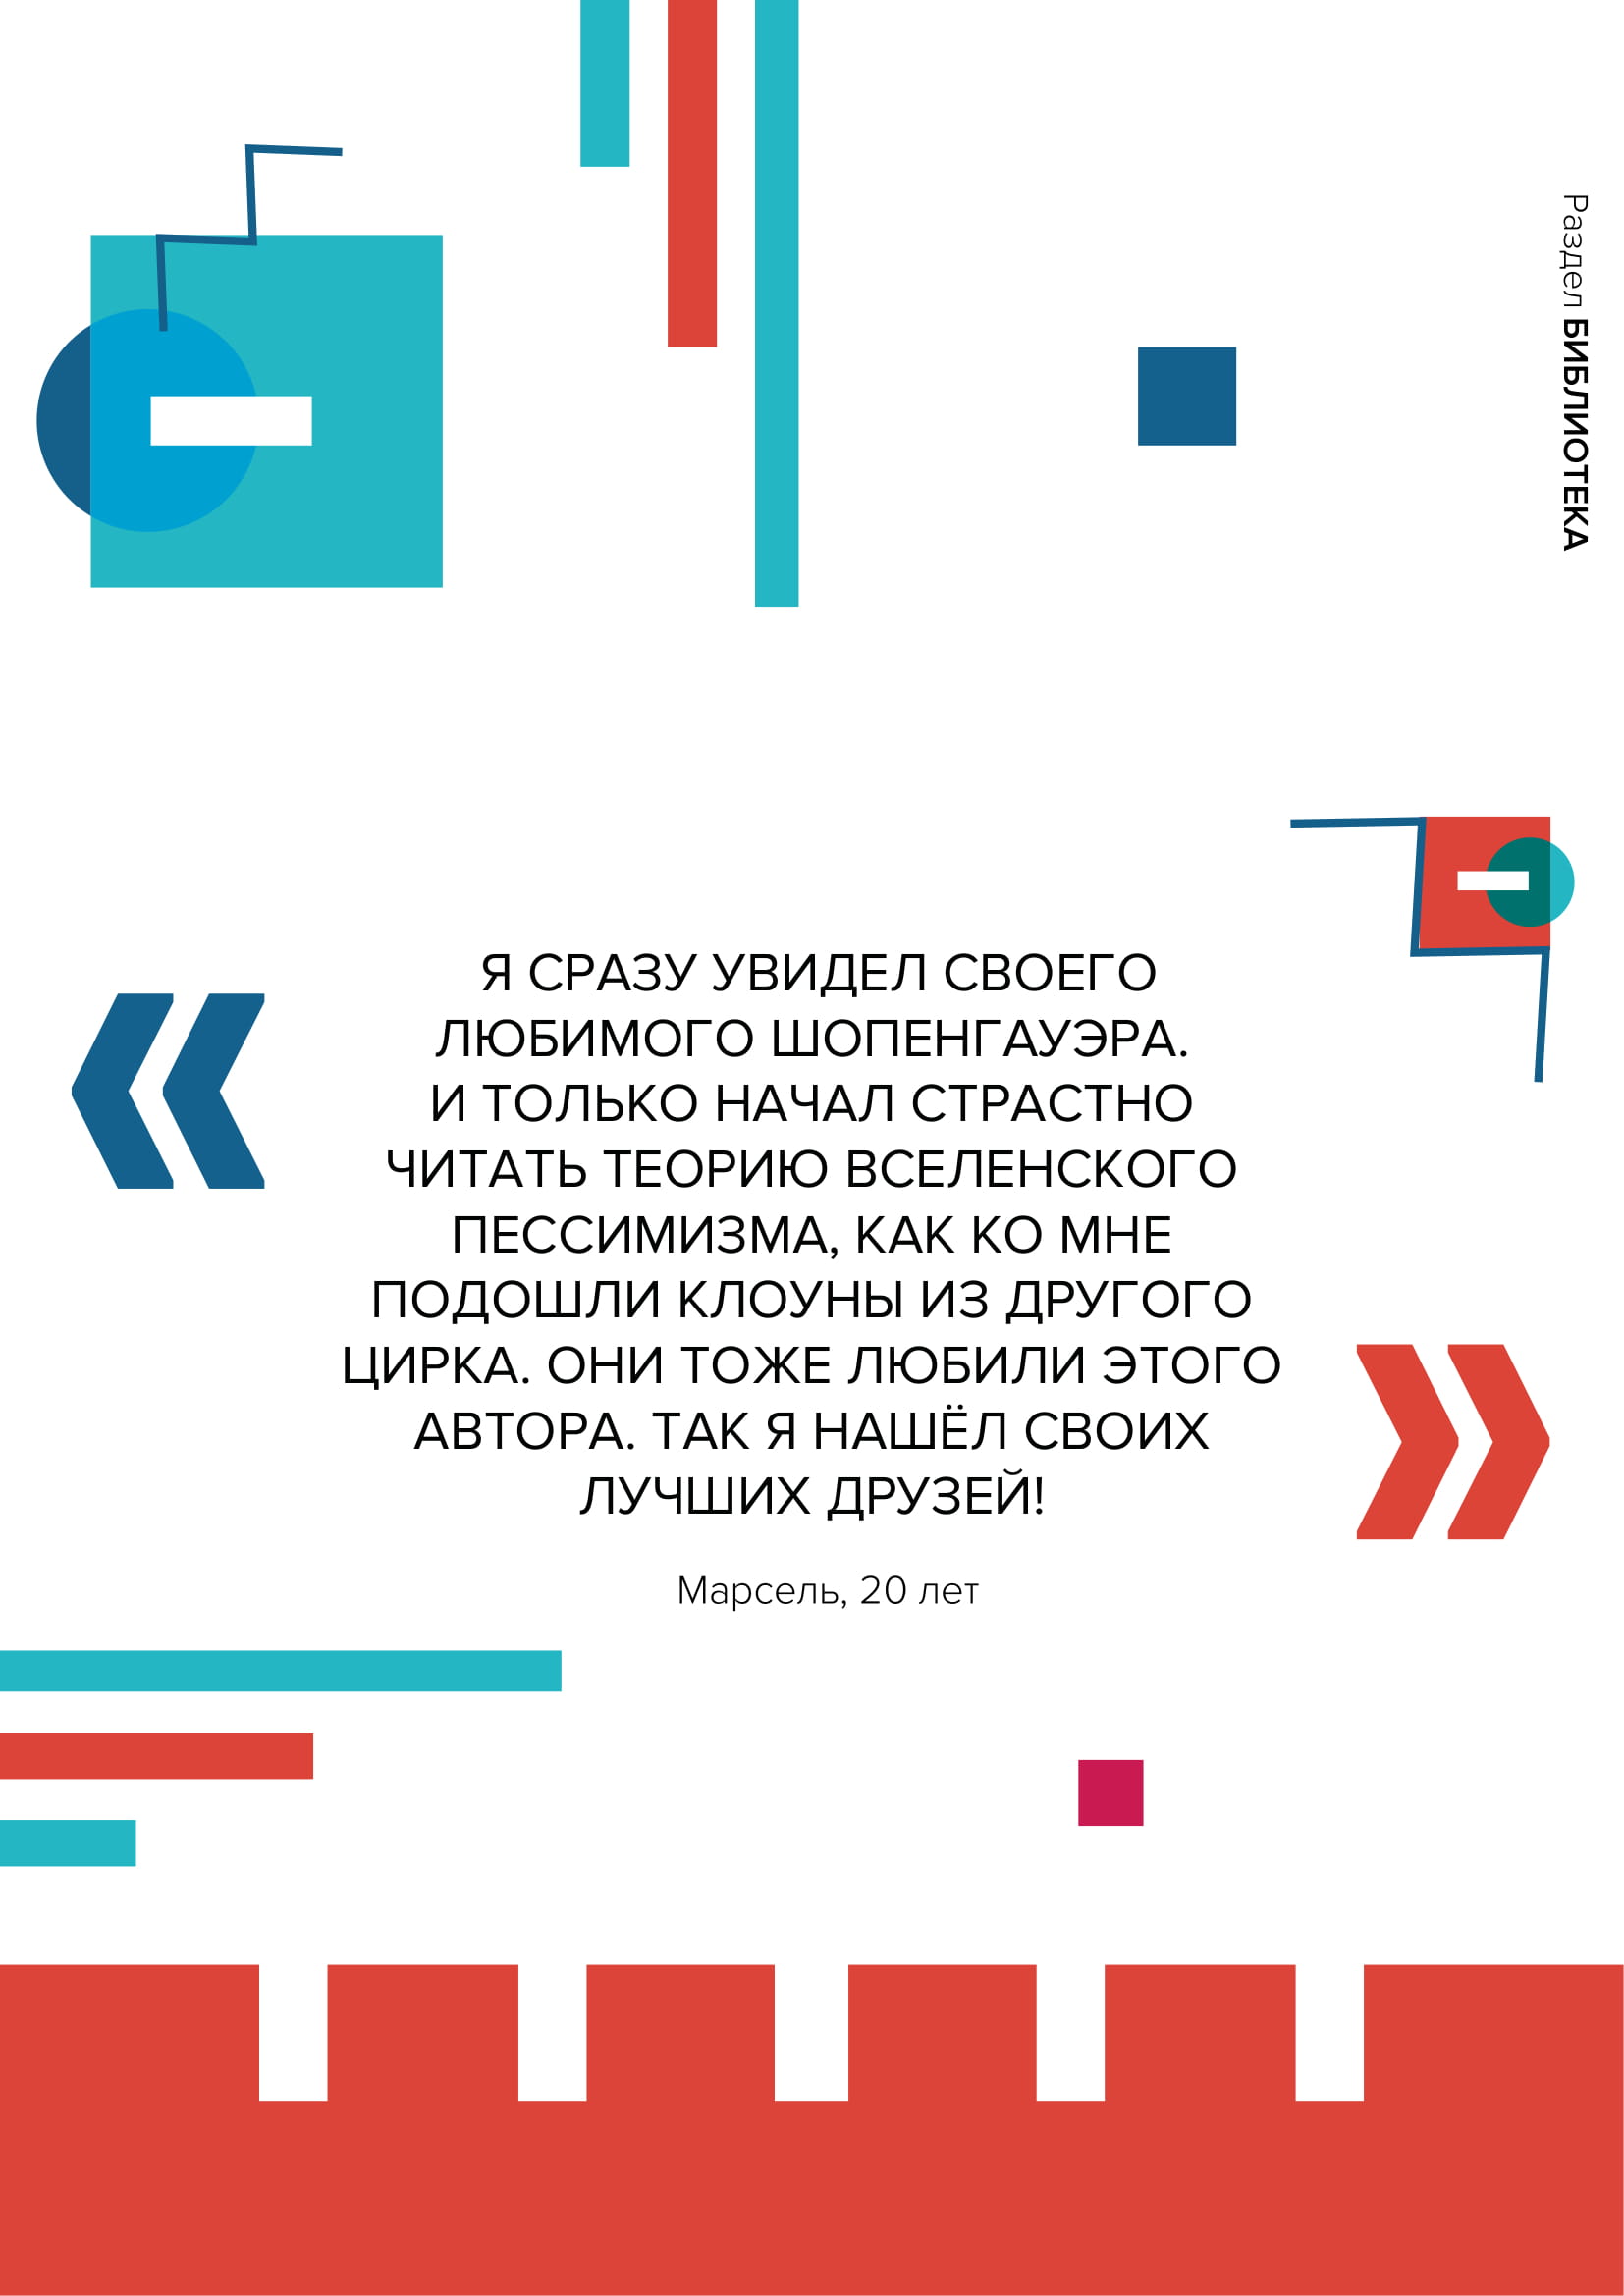 Раздел БИБЛИОТЕКА
«
Я СРАЗУ УВИДЕЛ СВОЕГО
ЛЮБИМОГО ШОПЕНГАУЭРА.
И ТОЛЬКО НАЧАЛ СТРАСТНО
ЧИТАТЬ ТЕОРИЮ ВСЕЛЕНСКОГО
ПЕССИМИЗМА, КАК КО МНЕ
ПОДОШЛИ КЛОУНЫ ИЗ ДРУГОГО
ЦИРКА. ОНИ ТОЖЕ ЛЮБИЛИ ЭТОГО
АВТОРА. ТАК Я НАШЁЛ СВОИХ
ЛУЧШИХ ДРУЗЕЙ!
»
Марсель, 20 лет